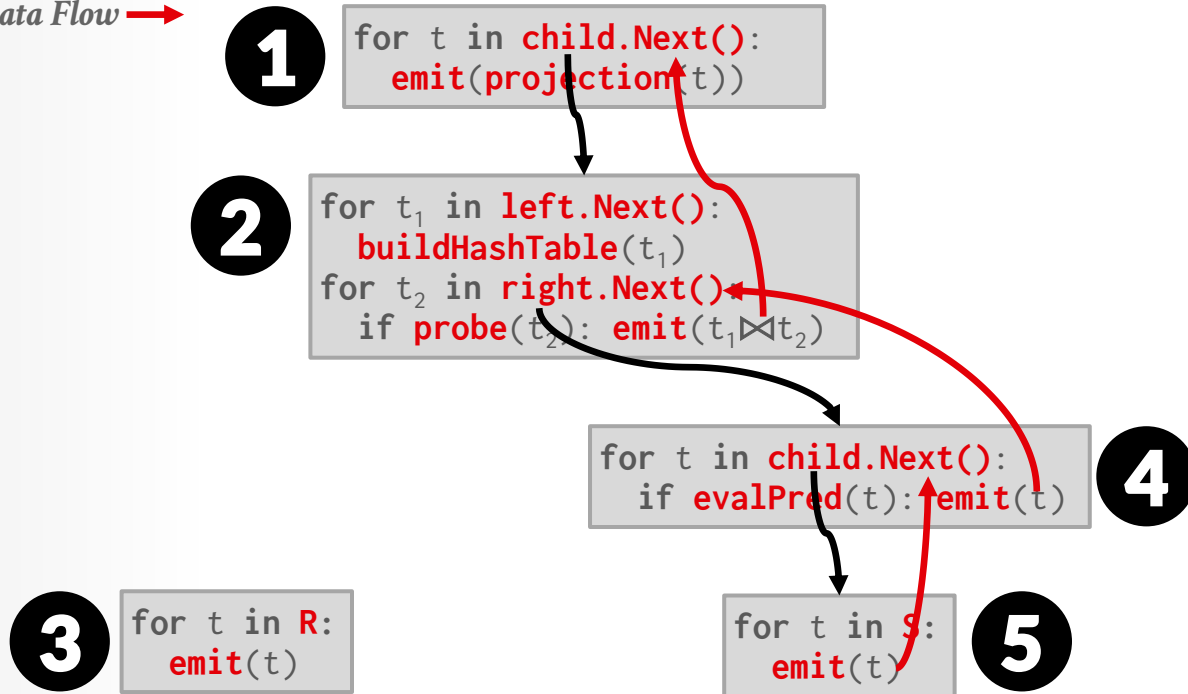 ata Flow
1
for t in child.Next():
emit(projection(t))
2
for t₁ in left.Next():
buildHashTable(t₁)
for t₂ in right.Next():
if probe(t₂): emit(t₁⨝t₂)
for t in child.Next():
if evalPred(t): emit(t)
4
3
for t in R:
emit(t)
for t in S:
emit(t)
5